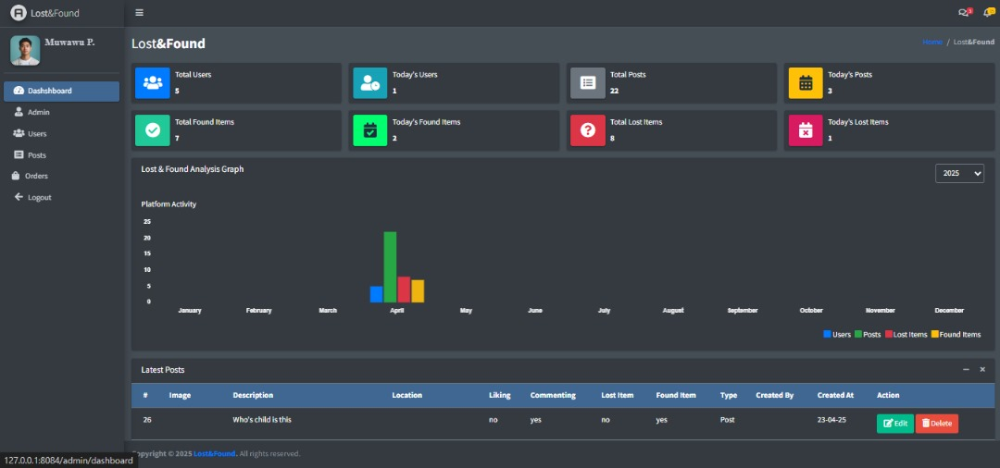 Lost&Found
Muwawu P.
Dashshboard
Admin
Users
Posts
Orders
Logout
Lost&Found
Home / Lost&Found
Total Users
5
Today's Users
1
Total Posts
22
Today's Posts
3
Total Found Items
7
Today's Found Items
2
Total Lost Items
8
Today's Lost Items
1
Lost & Found Analysis Graph
2025
Platform Activity
25
20
15
10
5
0
January February March April May June July August September October November December
Users Posts Lost Items Found Items
Latest Posts
# Image Description Location Liking Commenting Lost Item Found Item Type Created By Created At Action
26 Who's child is this no yes no yes Post 23-04-25 Edit Delete
Copyright © 2025 Lost&Found. All rights reserved.
127.0.0.1:8084/admin/dashboard